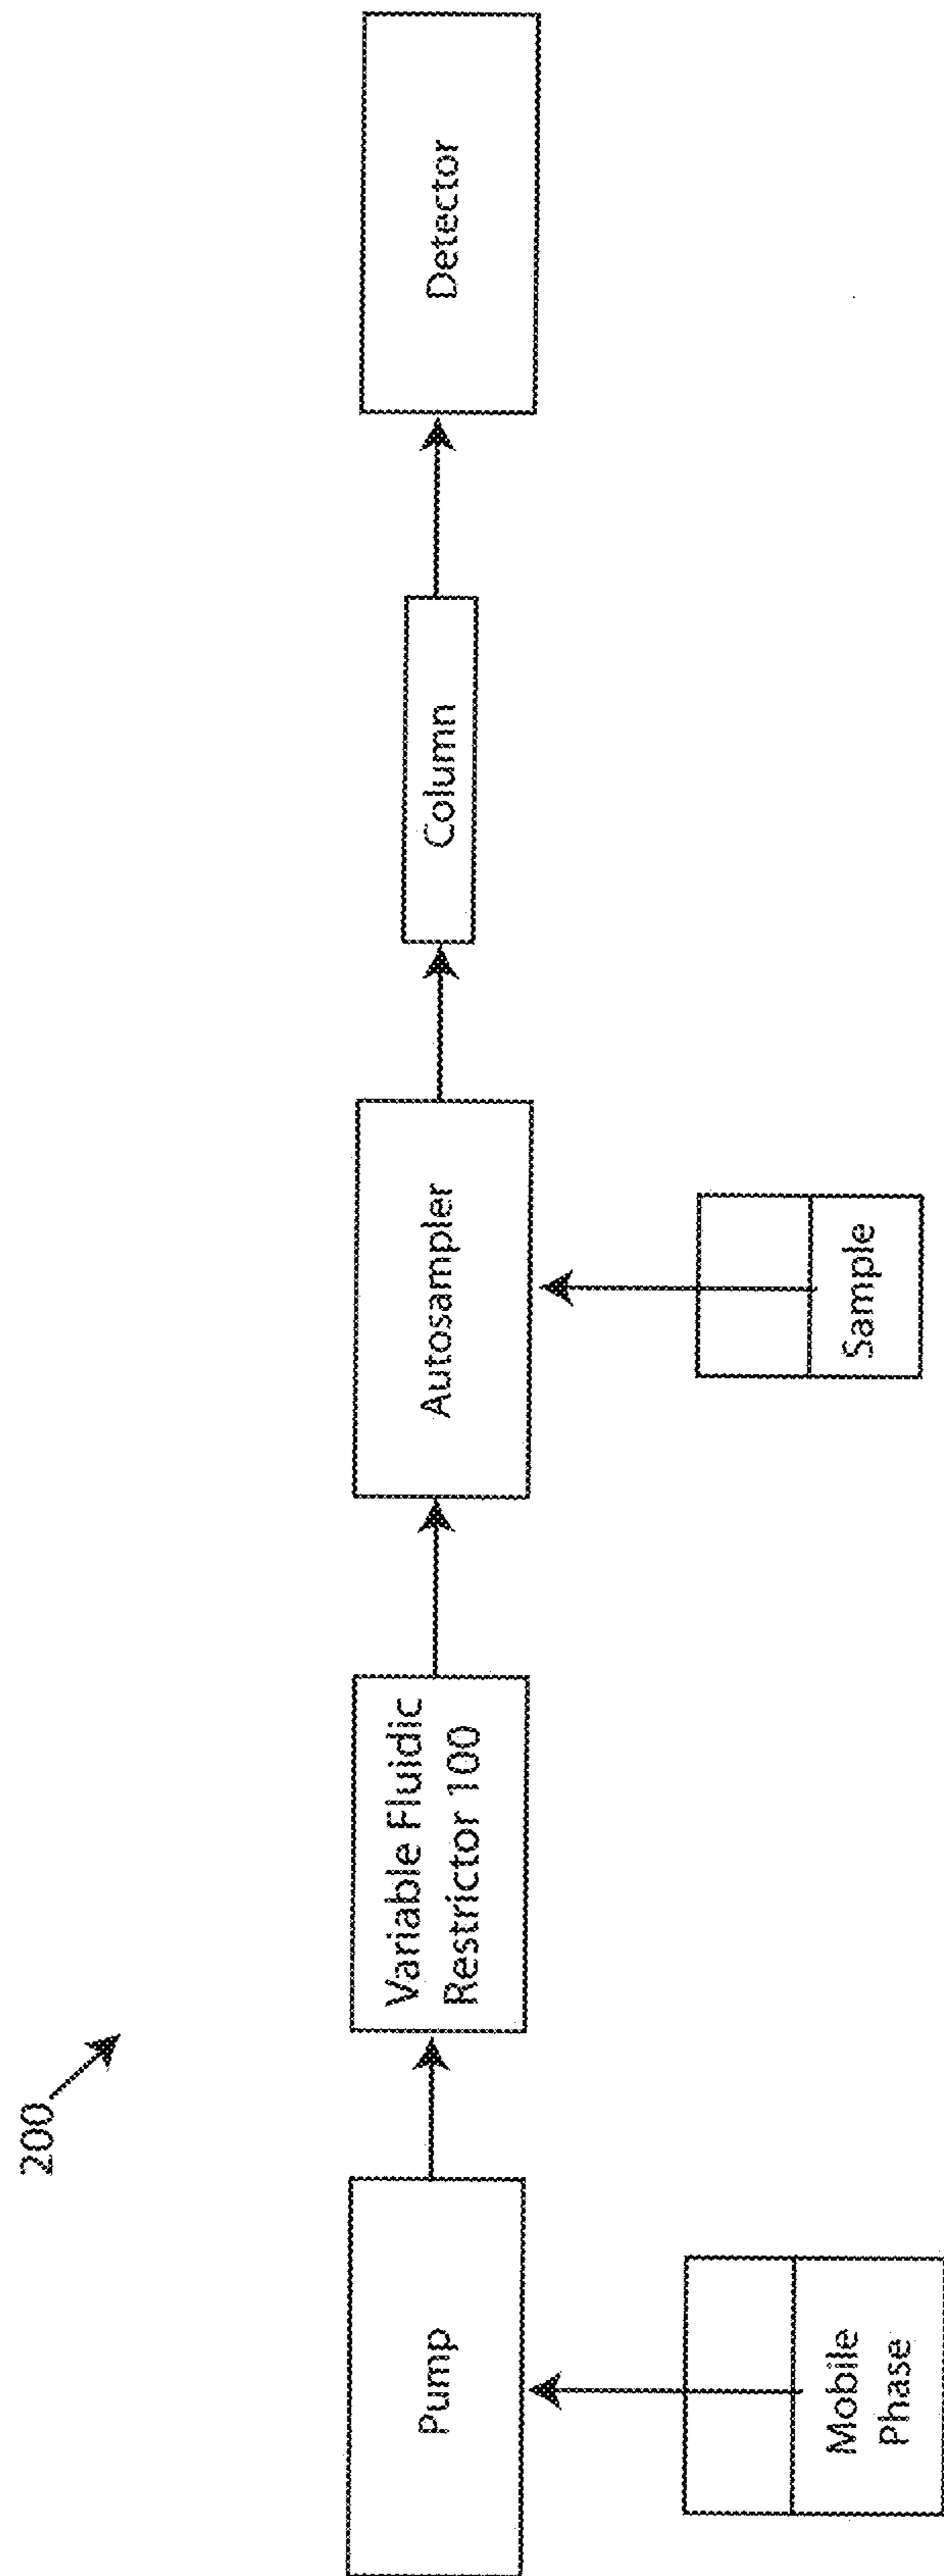 200
Pump
Variable Fluidic
Restrictor 100
Autosampler
Column
Detector
Mobile
Phase
Sample